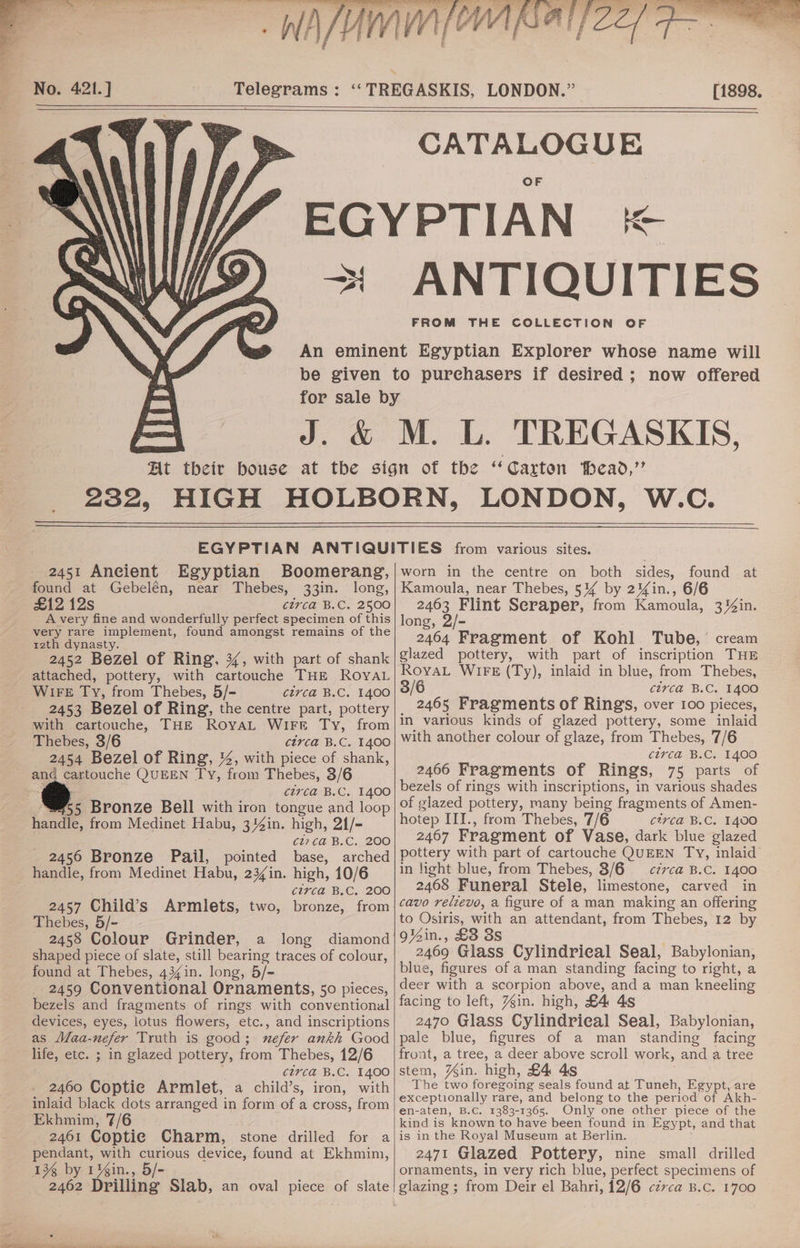 No. 421.] Telegrams : “TREGASKIS, LONDON.” [1898.
CATALOGUE
OF
EGYPTIAN
ANTIQUITIES
FROM THE COLLECTION OF
An eminent Egyptian Explorer whose name will
be given to purchasers if desired ; now offered
for sale by
J. & M. L. TREGASKIS,
At their house at the sign of the “Caxton Head,”
232, HIGH HOLBORN, LONDON, W.C.
EGYPTIAN ANTIQUITIES from various sites.
2451 Ancient Egyptian Boomerang,
found at Gebelên, near Thebes, 33in. long,
£12 12s circa B.C. 2500
A very fine and wonderfully perfect specimen of this
very rare implement, found amongst remains of the
12th dynasty.
2452 Bezel of Ring, ¾, with part of shank
attached, pottery, with cartouche THE ROYAL
WIFE TY, from Thebes, 5/- circa B.C. 1400
2453 Bezel of Ring, the centre part, pottery
with cartouche, THE ROYAL WIFE TY, from
Thebes, 3/6 circa B.C. 1400
2454 Bezel of Ring, ½, with piece of shank,
and cartouche QUEEN TY, from Thebes, 3/6
circa B.C. 1400
55 Bronze Bell with iron tongue and loop
handle, from Medinet Habu, 3½in. high, 21/-
circa B.C. 200
2456 Bronze Pail, pointed base, arched
handle, from Medinet Habu, 2¾in. high, 10/6
circa B.C. 200
2457 Child’s Armlets, two, bronze, from
Thebes, 5/-
2458 Colour Grinder, a long diamond
shaped piece of slate, still bearing traces of colour,
found at Thebes, 4¾in. long, 5/-
2459 Conventional Ornaments, 50 pieces,
bezels and fragments of rings with conventional
devices, eyes, lotus flowers, etc., and inscriptions
as Maa-nefer Truth is good; nefer ankh Good
life, etc. ; in glazed pottery, from Thebes, 12/6
circa B.C. 1400
2460 Coptic Armlet, a child’s, iron, with
inlaid black dots arranged in form of a cross, from
Ekhmim, 7/6
2461 Coptic Charm, stone drilled for a
pendant, with curious device, found at Ekhmim,
1¾ by 1⅛in., 5/-
2462 Drilling Slab, an oval piece of slate
worn in the centre on both sides, found at
Kamoula, near Thebes, 5¼ by 2¼in., 6/6
2463 Flint Scraper, from Kamoula, 3½in.
long, 2/-
2464 Fragment of Kohl Tube, cream
glazed pottery, with part of inscription THE
ROYAL WIFE (Ty), inlaid in blue, from Thebes,
3/6 circa B.C. 1400
2465 Fragments of Rings, over 100 pieces,
in various kinds of glazed pottery, some inlaid
with another colour of glaze, from Thebes, 7/6
circa B.C. 1400
2466 Fragments of Rings, 75 parts of
bezels of rings with inscriptions, in various shades
of glazed pottery, many being fragments of Amen-
hotep III., from Thebes, 7/6 circa B.C. 1400
2467 Fragment of Vase, dark blue glazed
pottery with part of cartouche QUEEN TY, inlaid
in light blue, from Thebes, 3/6 circa B.C. 1400
2468 Funeral Stele, limestone, carved in
cavo relievo, a figure of a man making an offering
to Osiris, with an attendant, from Thebes, 12 by
9½in., £3 3s
2469 Glass Cylindrical Seal, Babylonian,
blue, figures of a man standing facing to right, a
deer with a scorpion above, and a man kneeling
facing to left, ⅞in. high, £4 4s
2470 Glass Cylindrical Seal, Babylonian,
pale blue, figures of a man standing facing
front, a tree, a deer above scroll work, and a tree
stem, ⅞in. high, £4 4s
The two foregoing seals found at Tuneh, Egypt, are
exceptionally rare, and belong to the period of Akh-
en-aten, B.C. 1383-1365. Only one other piece of the
kind is known to have been found in Egypt, and that
is in the Royal Museum at Berlin.
2471 Glazed Pottery, nine small drilled
ornaments, in very rich blue, perfect specimens of
glazing ; from Deir el Bahri, 12/6 circa B.C. 1700